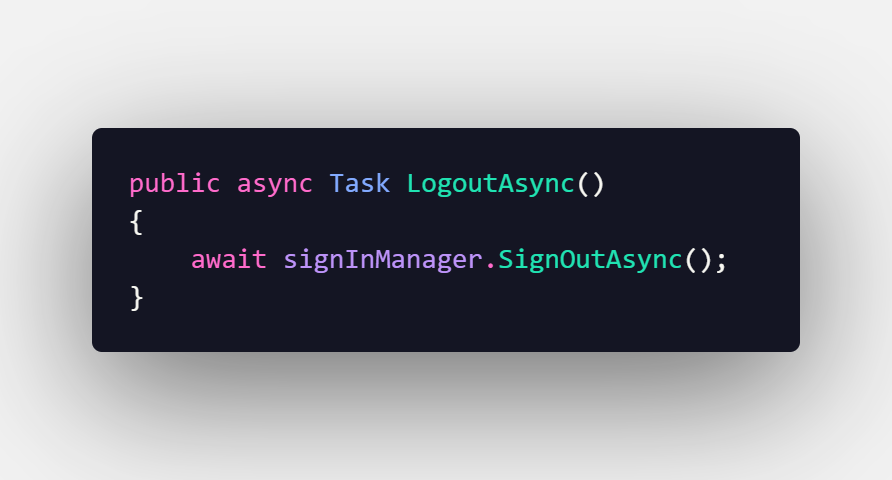 public async Task LogoutAsync()
{
    await signInManager.SignOutAsync();
}